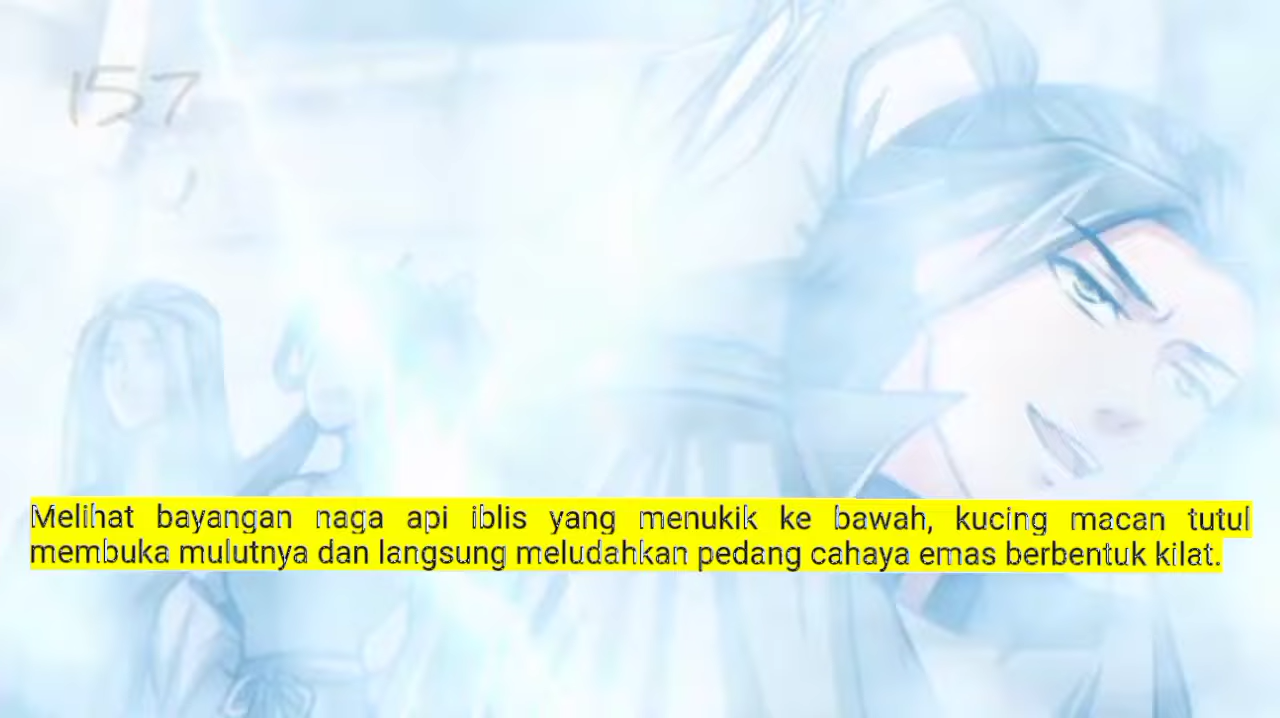 157
Melihat bayangan naga api iblis yang menukik ke bawah, kucing macan tutul
membuka mulutnya dan langsung meludahkan pedang cahaya emas berbentuk kilat.